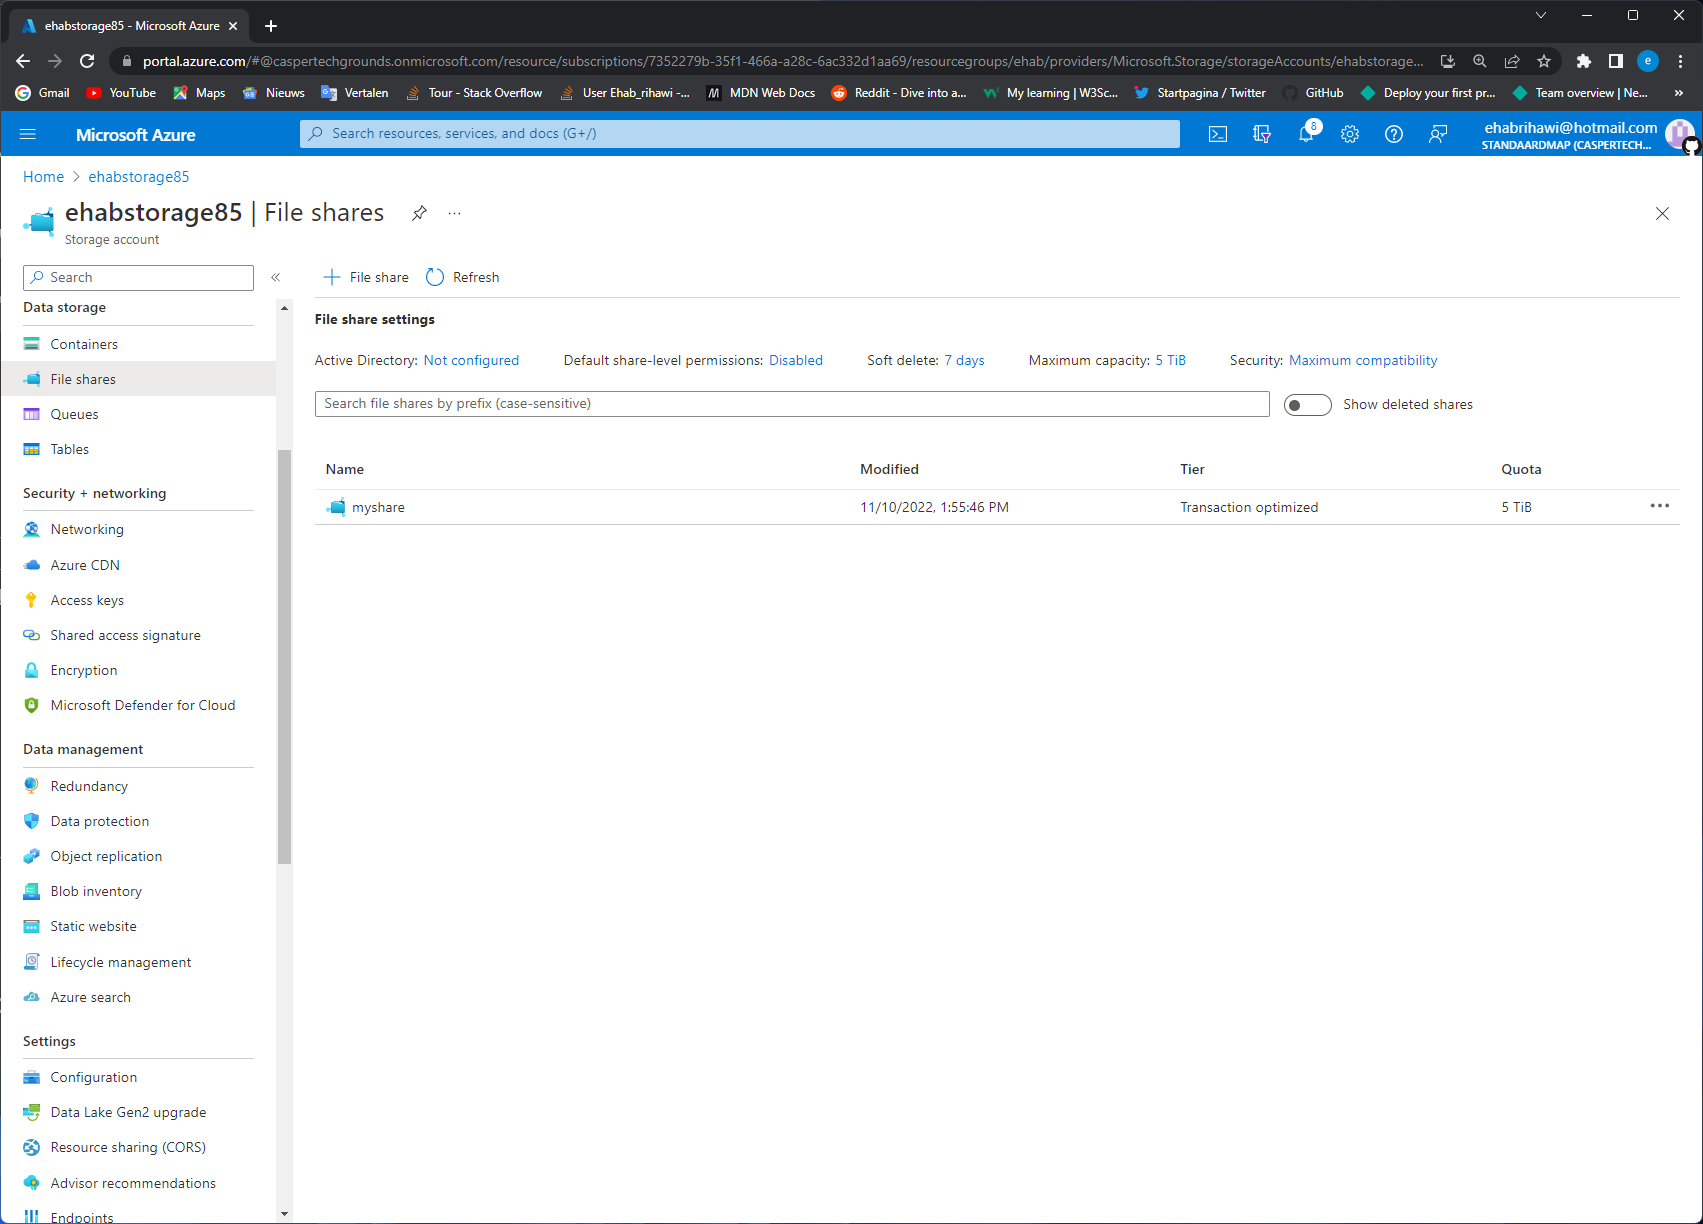 ehabstorage85 - Microsoft Azure
portal.azure.com/#@caspertechgrounds.onmicrosoft.com/resource/subscriptions/7352279b-35f1-466a-a28c-6ac332d1aa69/resourcegroups/ehab/providers/Microsoft.Storage/storageAccounts/ehabstorage...
e
Gmail YouTube Maps Nieuws Vertalen Tour - Stack Overflow User Ehab_rihawi -... MDN Web Docs Reddit - Dive into a... My learning | W3Sc... Startpagina / Twitter GitHub Deploy your first pr... Team overview | Ne... »
Microsoft Azure
Search resources, services, and docs (G+/)
8
ehabrihawi@hotmail.com
STANDAARDMAP (CASPERTECH...
Home > ehabstorage85
ehabstorage85 | File shares
...
Storage account
Search
«
Data storage
Containers
File shares
Queues
Tables
Security + networking
Networking
Azure CDN
Access keys
Shared access signature
Encryption
Microsoft Defender for Cloud
Data management
Redundancy
Data protection
Object replication
Blob inventory
Static website
Lifecycle management
Azure search
Settings
Configuration
Data Lake Gen2 upgrade
Resource sharing (CORS)
Advisor recommendations
Endpoints
+ File share Refresh
File share settings
Active Directory: Not configured Default share-level permissions: Disabled Soft delete: 7 days Maximum capacity: 5 TiB Security: Maximum compatibility
Search file shares by prefix (case-sensitive) Show deleted shares
Name Modified Tier Quota
myshare 11/10/2022, 1:55:46 PM Transaction optimized 5 TiB ...